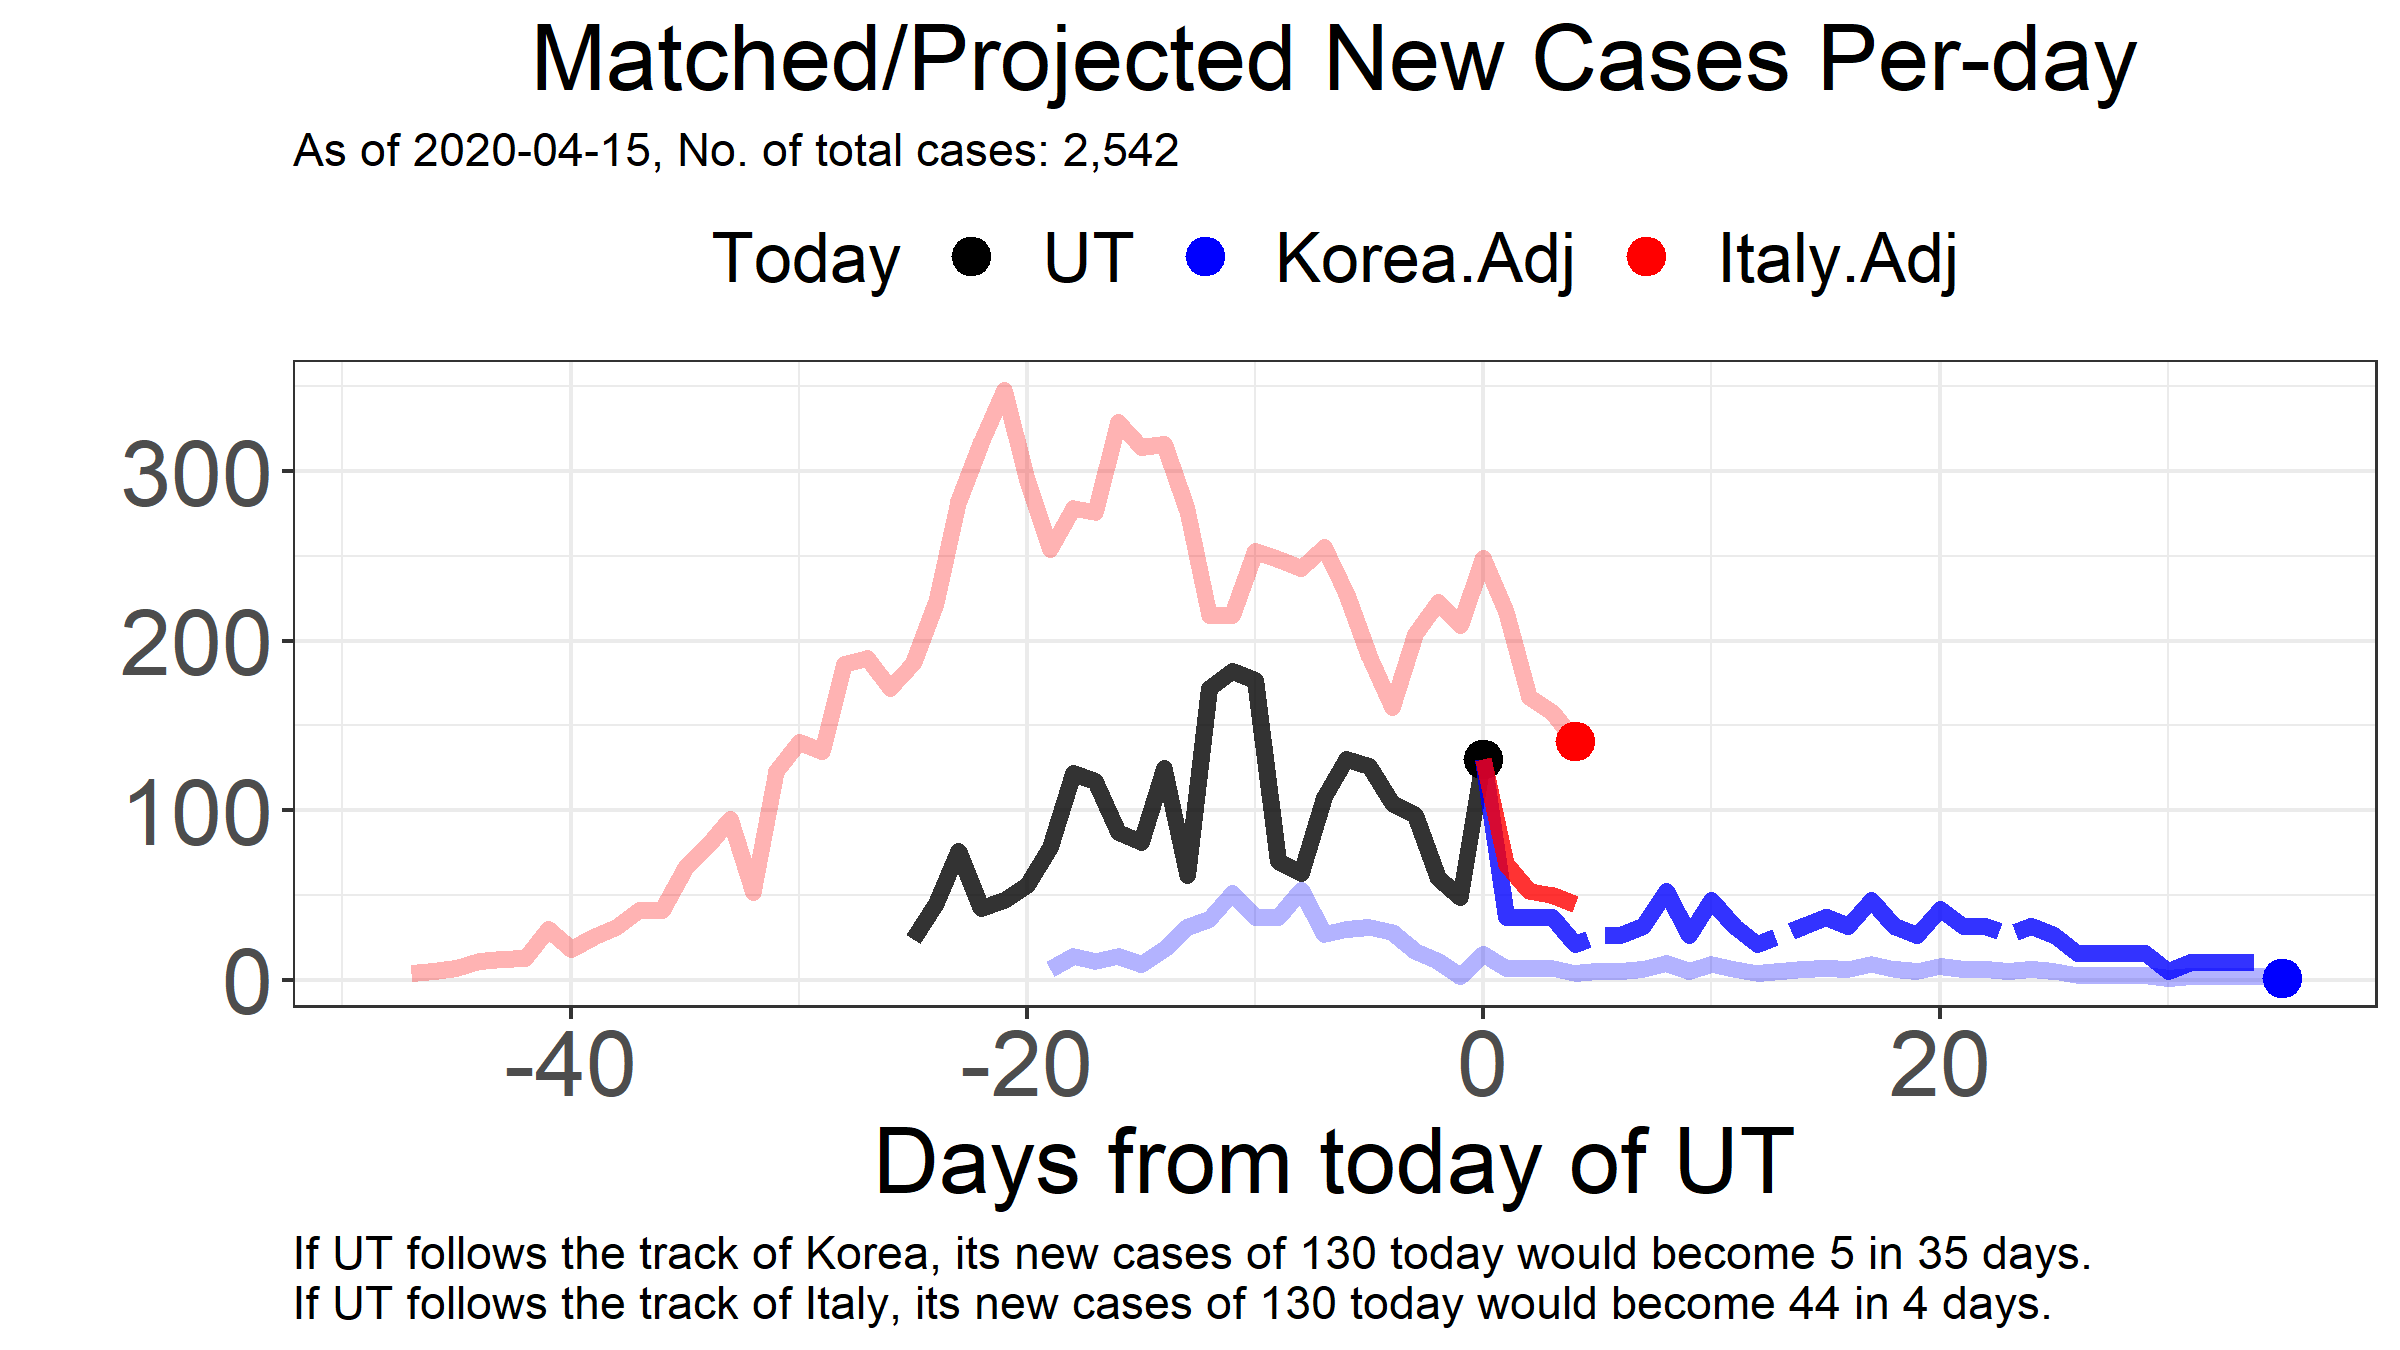 Matched/Projected New Cases Per-day
As of 2020-04-15, No. of total cases: 2,542
Today UT Korea.Adj Italy.Adj
300
200
100
0
-40 -20 0 20
Days from today of UT
If UT follows the track of Korea, its new cases of 130 today would become 5 in 35 days.
If UT follows the track of Italy, its new cases of 130 today would become 44 in 4 days.